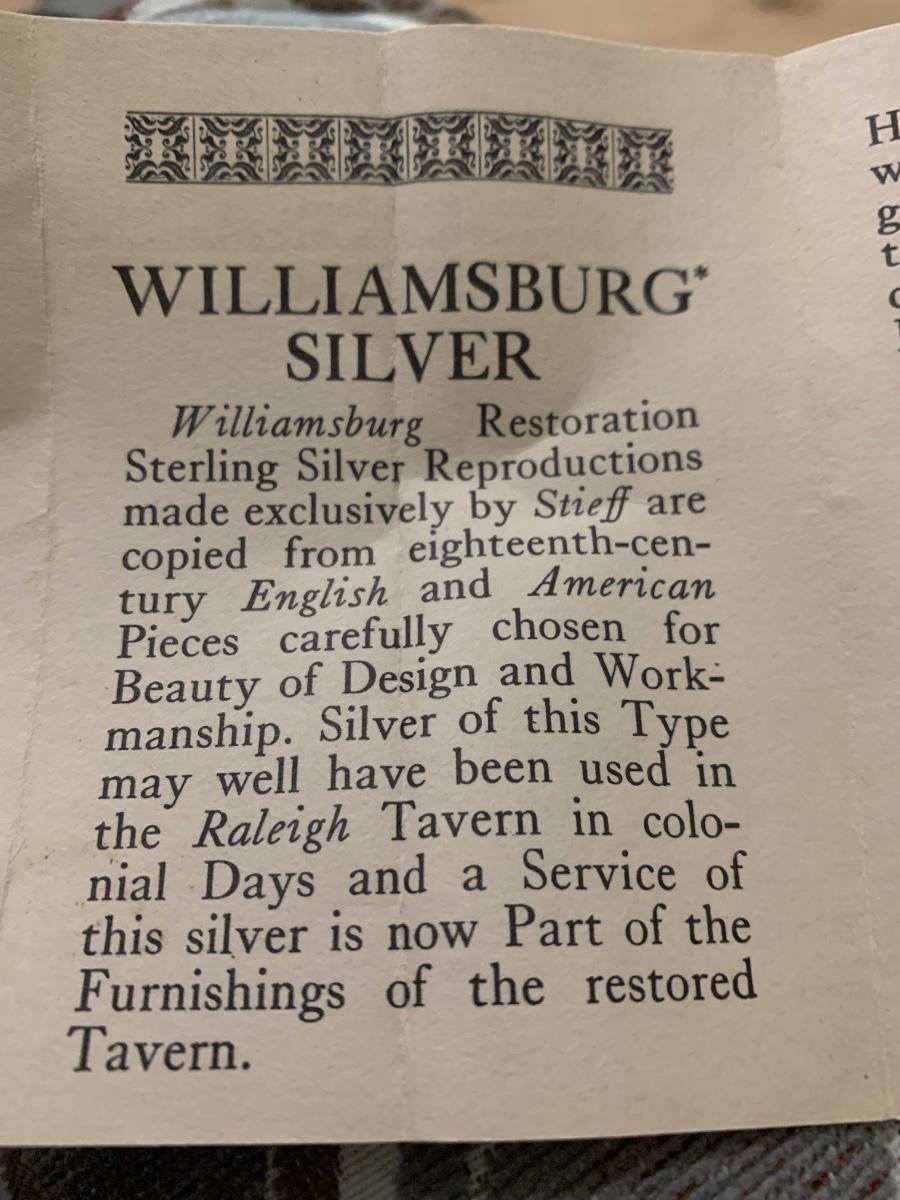 WILLIAMSBURG*
SILVER
Williamsburg Restoration
Sterling Silver Reproductions
made exclusively by Stieff are
copied from eighteenth-cen-
tury English and American
Pieces carefully chosen for
Beauty of Design and Work-
manship. Silver of this Type
may well have been used in
the Raleigh Tavern in colo-
nial Days and a Service of
this silver is now Part of the
Furnishings of the restored
Tavern.